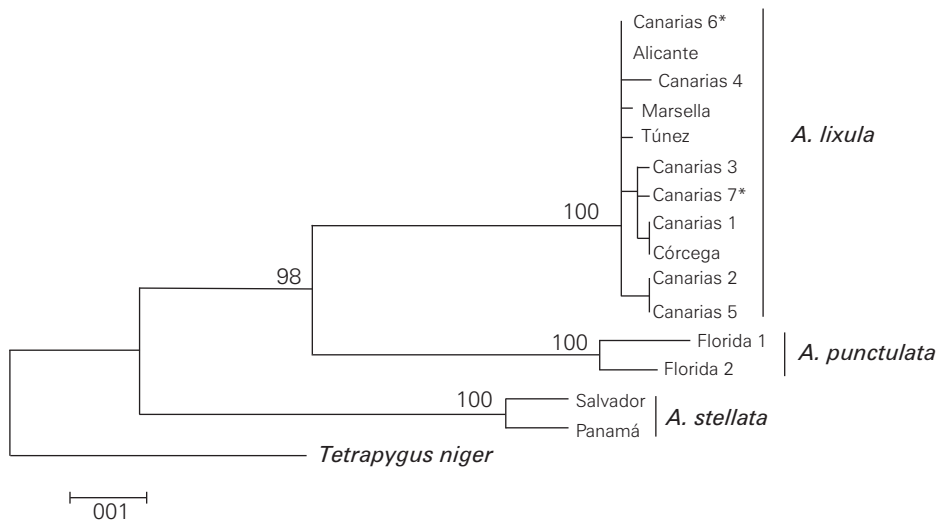 Canarias 6*
Alicante
Canarias 4
Marsella
Túnez
A. lixula
Canarias 3
100
Canarias 7*
Canarias 1
Córcega
98
Canarias 2
Canarias 5
100
Florida 1
A. punctulata
Florida 2
100
Salvador
A. stellata
Panamá
Tetrapygus niger
001